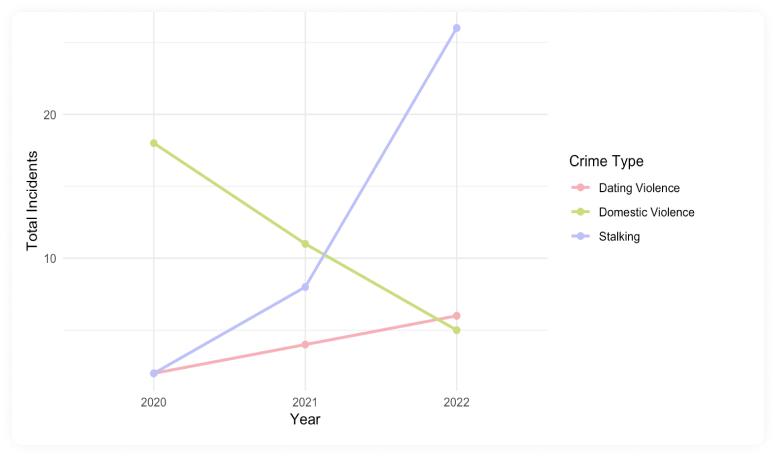 20
10
Total Incidents
2020
2021
2022
Year
Crime Type
Dating Violence
Domestic Violence
Stalking